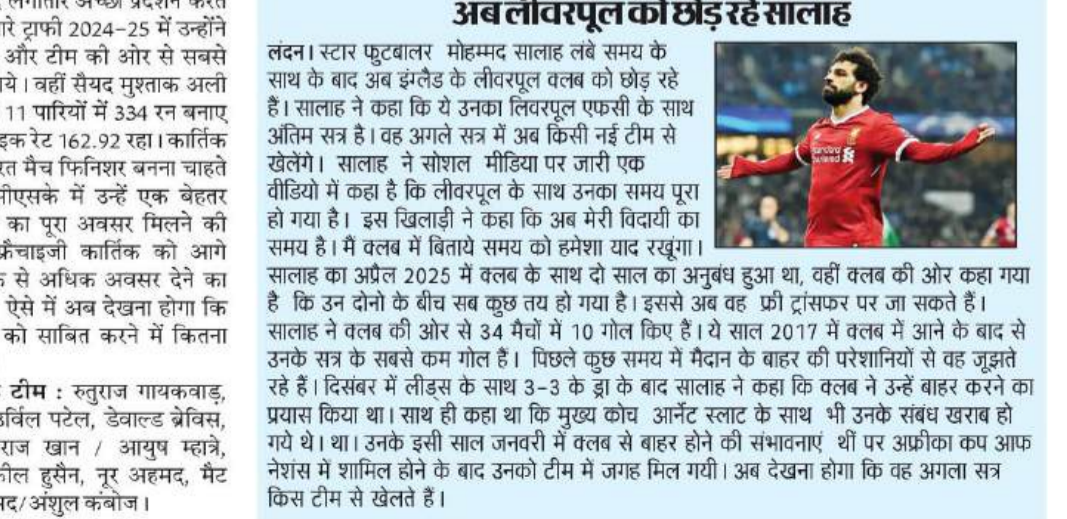 लगातार अच्छा प्रदर्शन करते
ट्राफी 2024-25 में उन्होंने
और टीम की ओर से सबसे
। वहीं सैयद मुश्ताक अली
11 पारियों में 334 रन बनाए
रेट 162.92 रहा। कार्तिक
मैच फिनिशर बनना चाहते
में उन्हें एक बेहतर
का पूरा अवसर मिलने की
कार्तिक को आगे
से अधिक अवसर देने का
ऐसे में अब देखना होगा कि
को साबित करने में कितना
टीम : रुतुराज गायकवाड़,
पटेल, डेवाल्ड ब्रेविस,
खान / आयुष म्हात्रे,
हुसैन, नूर अहमद, मैट
/अंशुल कंबोज।
अब लीवरपूल को छोड़ रहे सालाह
लंदन। स्टार फुटबालर मोहम्मद सालाह लंबे समय के
साथ के बाद अब इंग्लैड के लीवरपूल क्लब को छोड़ रहे
हैं। सालाह ने कहा कि ये उनका लिवरपूल एफसी के साथ
अंतिम सत्र है। वह अगले सत्र में अब किसी नई टीम से
खेलेंगे। सालाह ने सोशल मीडिया पर जारी एक
वीडियो में कहा है कि लीवरपूल के साथ उनका समय पूरा
हो गया है। इस खिलाड़ी ने कहा कि अब मेरी विदायी का
समय है। मैं क्लब में बिताये समय को हमेशा याद रखूंगा।
सालाह का अप्रैल 2025 में क्लब के साथ दो साल का अनुबंध हुआ था, वहीं क्लब की ओर कहा गया
है कि उन दोनो के बीच सब कुछ तय हो गया है। इससे अब वह फ्री ट्रांसफर पर जा सकते हैं।
सालाह ने क्लब की ओर से 34 मैचों में 10 गोल किए हैं। ये साल 2017 में क्लब में आने के बाद से
उनके सत्र के सबसे कम गोल हैं। पिछले कुछ समय में मैदान के बाहर की परेशानियों से वह जूझते
रहे हैं। दिसंबर में लीड्स के साथ 3-3 के ड्रा के बाद सालाह ने कहा कि क्लब ने उन्हें बाहर करने का
प्रयास किया था। साथ ही कहा था कि मुख्य कोच आर्नेट स्लाट के साथ भी उनके संबंध खराब हो
गये थे। था। उनके इसी साल जनवरी में क्लब से बाहर होने की संभावनाएं थीं पर अफ्रीका कप आफ
नेशंस में शामिल होने के बाद उनको टीम में जगह मिल गयी। अब देखना होगा कि वह अगला सत्र
किस टीम से खेलते हैं।